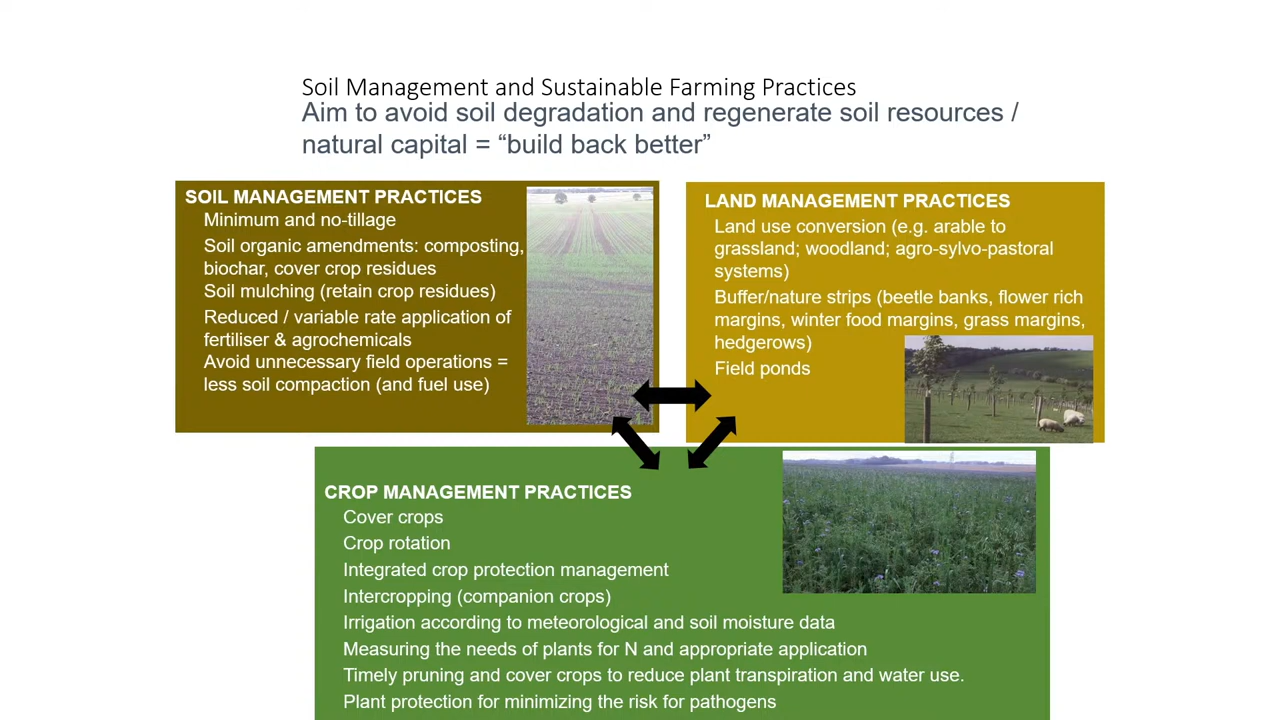 Soil Management and Sustainable Farming Practices
Aim to avoid soil degradation and regenerate soil resources /
natural capital = “build back better”
SOIL MANAGEMENT PRACTICES
Minimum and no-tillage
Soil organic amendments: composting,
biochar, cover crop residues
Soil mulching (retain crop residues)
Reduced / variable rate application of
fertiliser & agrochemicals
Avoid unnecessary field operations =
less soil compaction (and fuel use)
LAND MANAGEMENT PRACTICES
Land use conversion (e.g. arable to
grassland; woodland; agro-sylvo-pastoral
systems)
Buffer/nature strips (beetle banks, flower rich
margins, winter food margins, grass margins,
hedgerows)
Field ponds
CROP MANAGEMENT PRACTICES
Cover crops
Crop rotation
Integrated crop protection management
Intercropping (companion crops)
Irrigation according to meteorological and soil moisture data
Measuring the needs of plants for N and appropriate application
Timely pruning and cover crops to reduce plant transpiration and water use.
Plant protection for minimizing the risk for pathogens